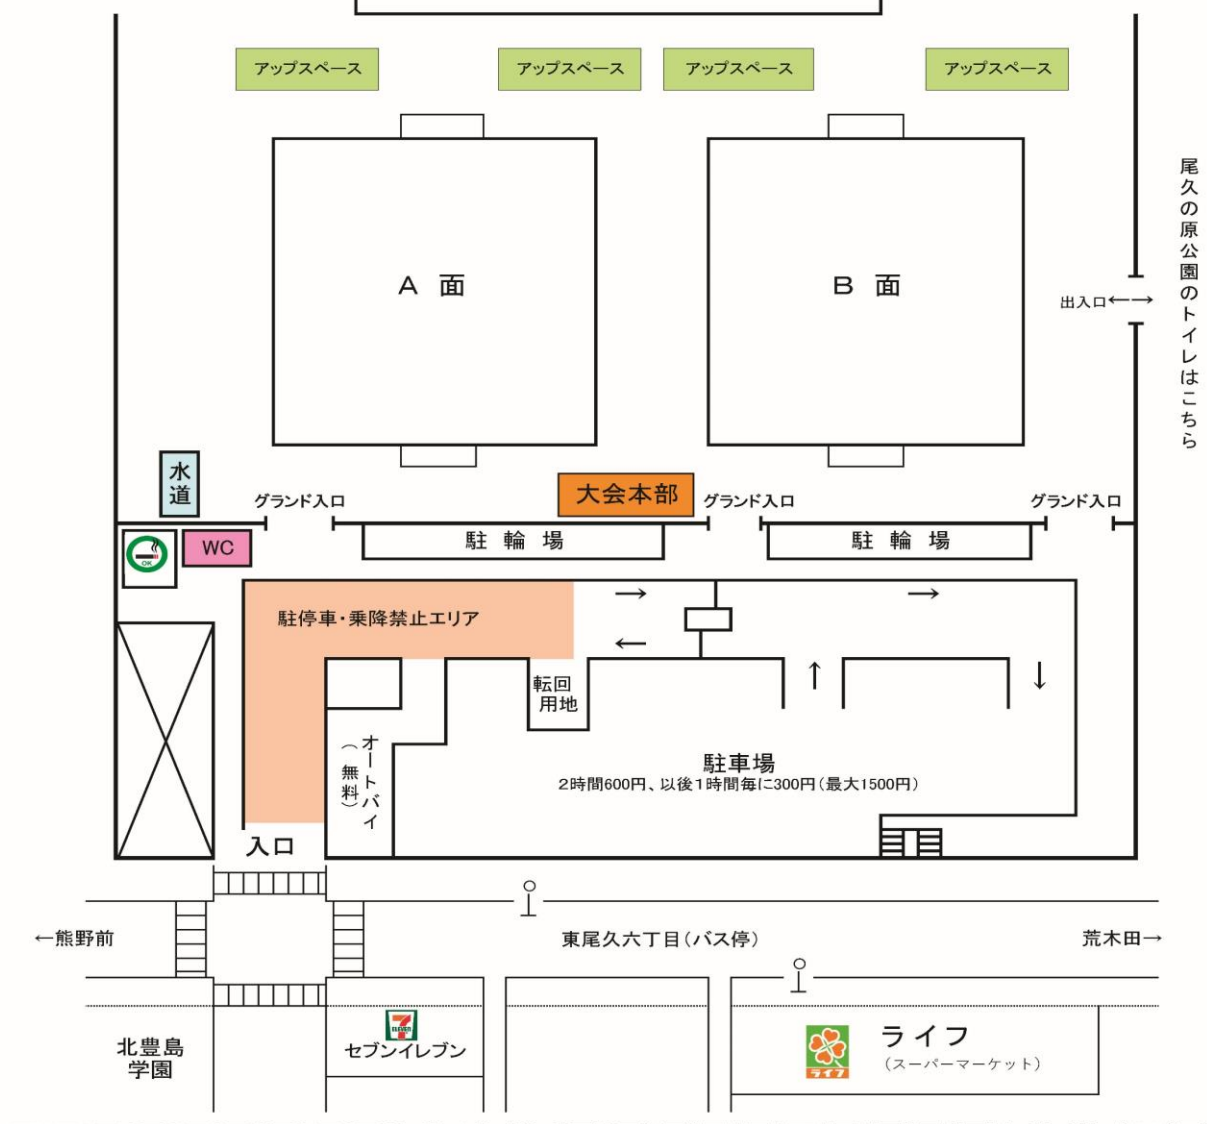 アップスペース
アップスペース
アップスペース
アップスペース
A 面
B 面
出入口←→
尾久の原公園のトイレはこちら
水道
グランド入口
大会本部
グランド入口
グランド入口
OK
WC
駐 輪 場
駐 輪 場
駐停車・乗降禁止エリア
→
→
←
↑
↓
転回
用地
オートバイ
（無料）
駐車場
2時間600円、以後1時間毎に300円(最大1500円)
入口
←熊野前
東尾久六丁目(バス停)
荒木田→
北豊島
学園
7
ELEVEN
セブンイレブン
ライフ
ライフ
(スーパーマーケット)